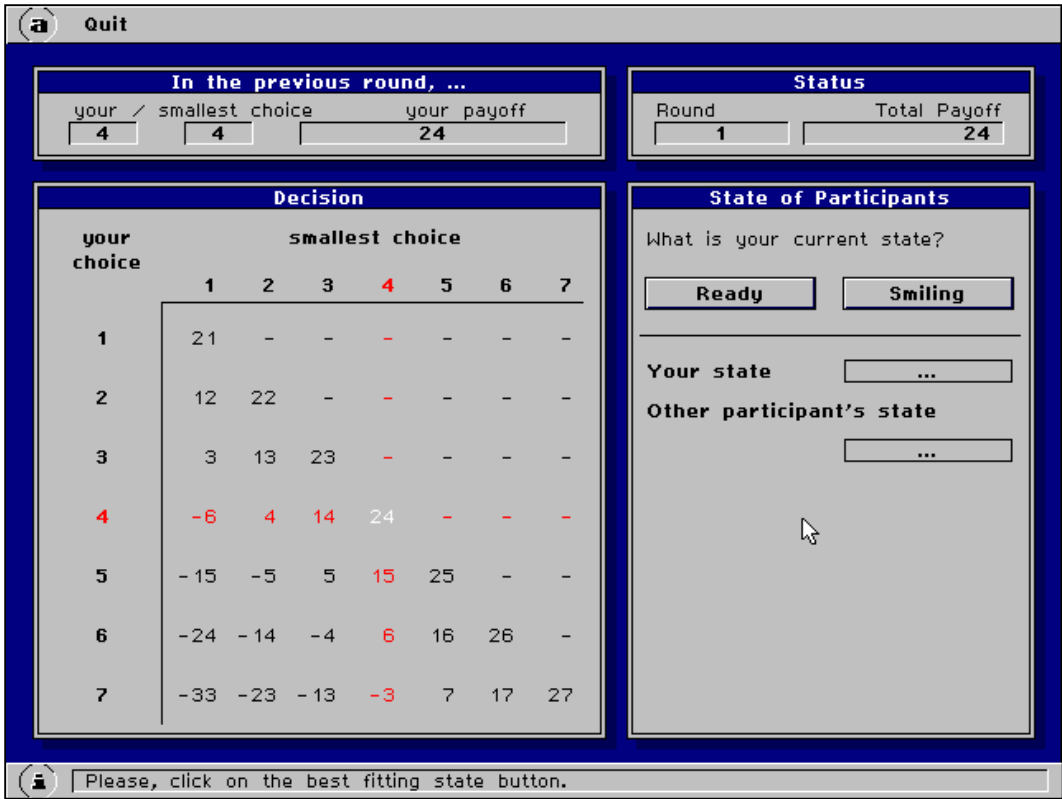 a Quit
In the previous round, ...
your / smallest choice your payoff
4 4 24
Status
Round Total Payoff
1 24
Decision
your choice smallest choice
1 2 3 4 5 6 7
1 21 - - - - - -
2 12 22 - - - - -
3 3 13 23 - - - -
4 -6 4 14 24 - - -
5 -15 -5 5 15 25 - -
6 -24 -14 -4 6 16 26 -
7 -33 -23 -13 -3 7 17 27
State of Participants
What is your current state?
Ready Smiling
Your state ...
Other participant's state
...
i Please, click on the best fitting state button.